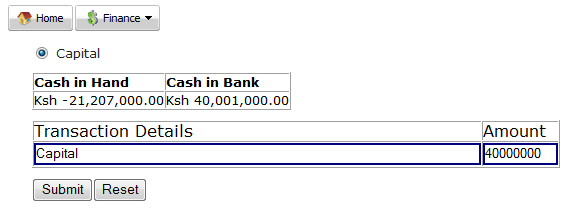 Home Finance
Capital
Cash in Hand Cash in Bank
Ksh -21,207,000.00 Ksh 40,001,000.00
Transaction Details Amount
Capital 40000000
Submit Reset